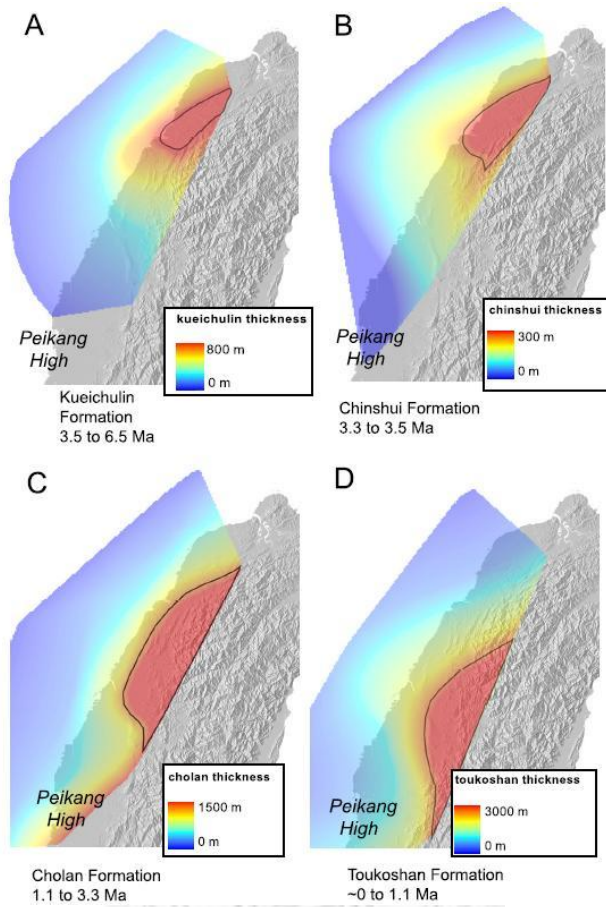 A
B
Peikang
High
kueichulin thickness
800 m
0 m
Kueichulin
Formation
3.5 to 6.5 Ma
Peikang
High
chinshui thickness
300 m
0 m
Chinshui Formation
3.3 to 3.5 Ma
C
D
Peikang
High
cholan thickness
1500 m
0 m
Cholan Formation
1.1 to 3.3 Ma
Peikang
High
toukoshan thickness
3000 m
0 m
Toukoshan Formation
~0 to 1.1 Ma